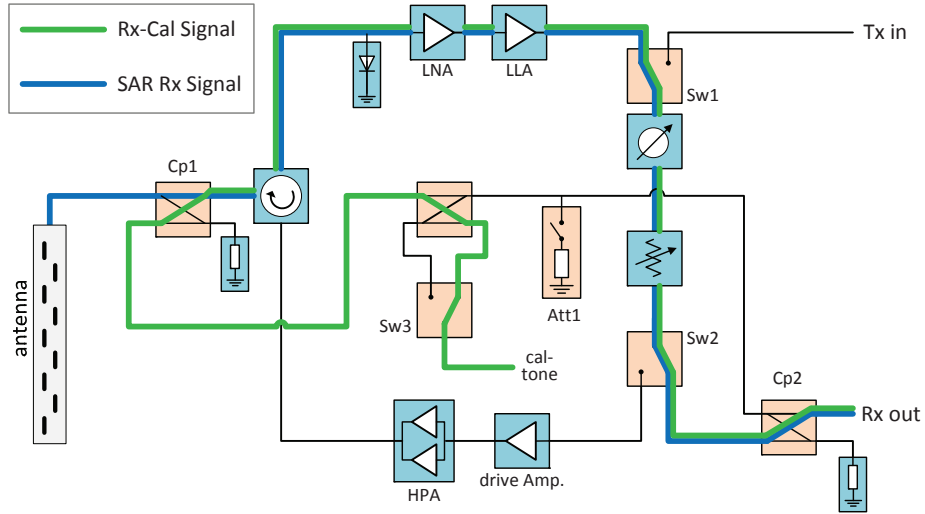 Rx-Cal Signal
SAR Rx Signal
LNA
LLA
Tx in
Sw1
Cp1
antenna
Att1
Sw3
cal-
tone
Sw2
Cp2
Rx out
HPA
drive Amp.